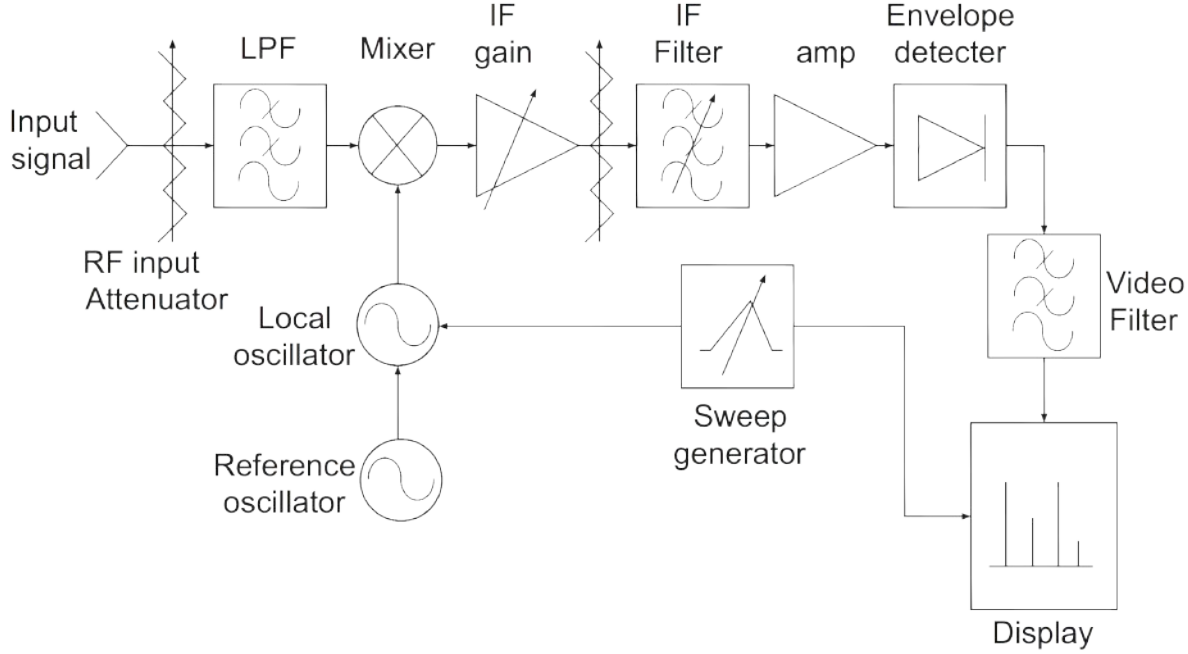 IF
gain
IF
Filter
Envelope
detecter
LPF
Mixer
amp
Input
signal
RF input
Attenuator
Video
Filter
Local
oscillator
Sweep
generator
Reference
oscillator
Display